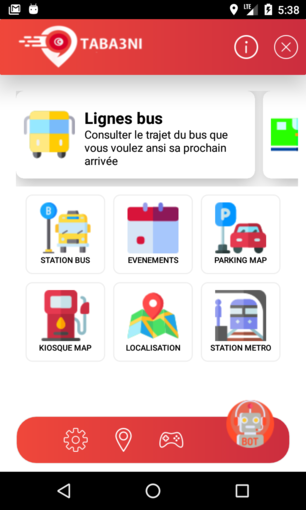 LTE 5:38
TABA3NI
Lignes bus
Consulter le trajet du bus que
vous voulez ansi sa prochain
arrivée
B
P
STATION BUS EVENEMENTS PARKING MAP
KIOSQUE MAP LOCALISATION STATION METRO
BOT